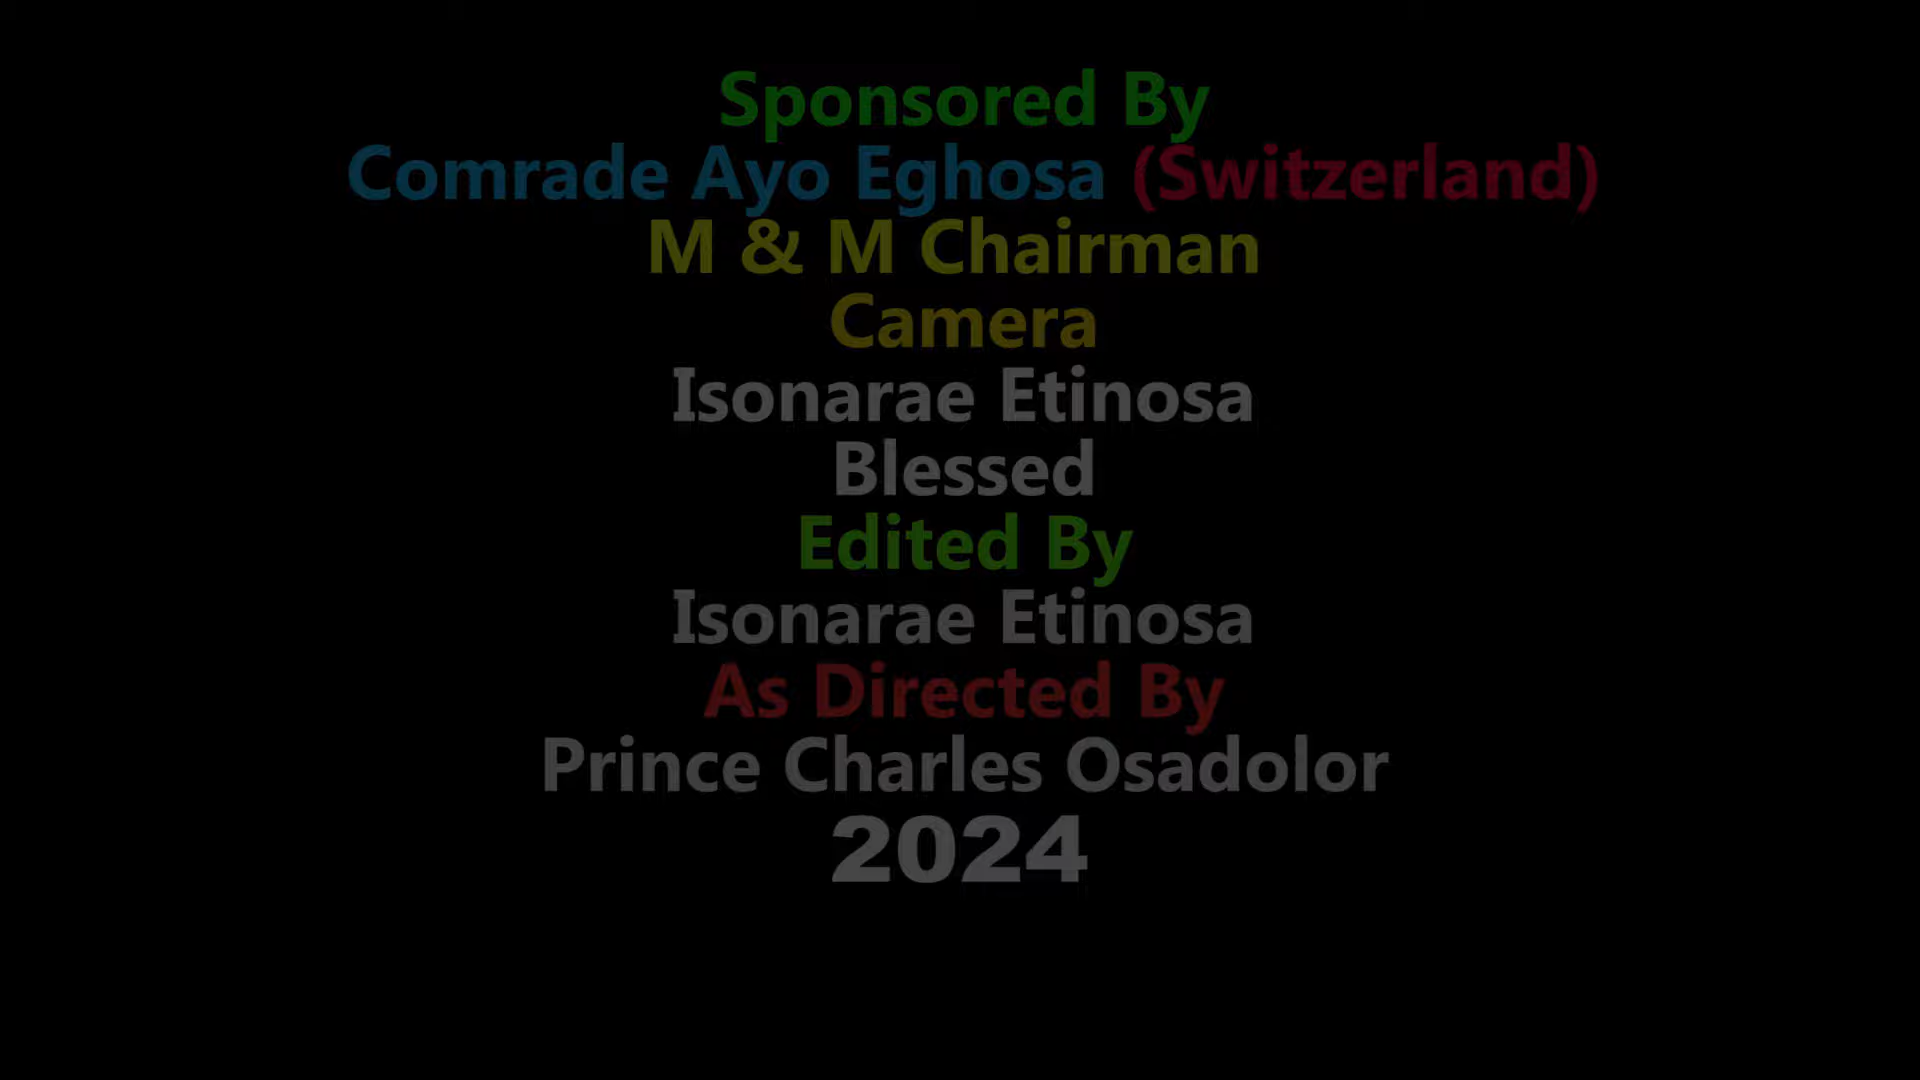 Sponsored By
Comrade Ayo Eghosa (Switzerland)
M & M Chairman
Camera
Isonarae Etinosa
Blessed
Edited By
Isonarae Etinosa
As Directed By
Prince Charles Osadolor
2024